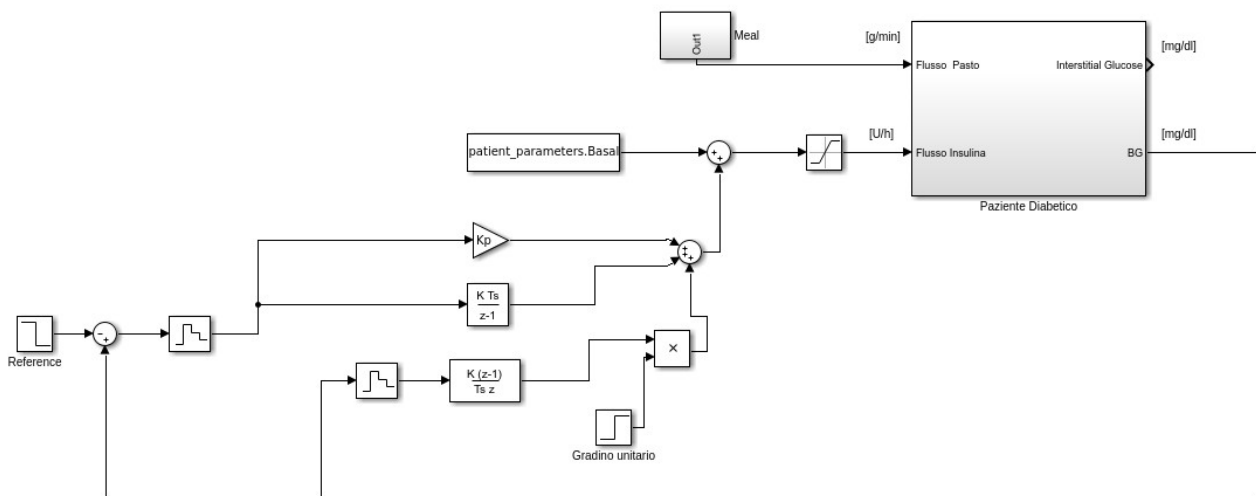 Out1
Meal
[g/min]
[mg/dl]
Flusso Pasto
Interstitial Glucose
[U/h]
[mg/dl]
patient_parameters.Basal
+
+
Flusso Insulina
BG
Paziente Diabetico
Kp
+
+
+
K Ts
z-1
-
+
Reference
×
K (z-1)
Ts z
Gradino unitario